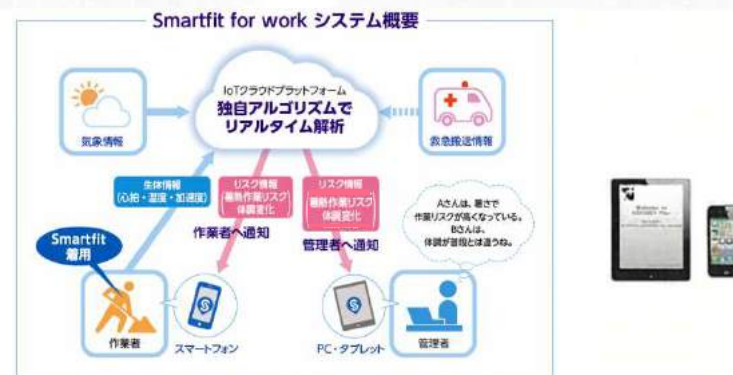 Smartfit for work システム概要
IoTクラウドプラットフォーム
独自アルゴリズムで
リアルタイム解析
気象情報
救急搬送情報
生体情報
(心拍・温度・加速度)
リスク情報
(暑熱作業リスク
体調変化)
作業者へ通知
リスク情報
(暑熱作業リスク
体調変化)
管理者へ通知
Aさんは、暑さで
作業リスクが高くなっている。
Bさんは、
体調が普段とは違うね。
Smartfit
着用
作業者
スマートフォン
PC・タブレット
管理者